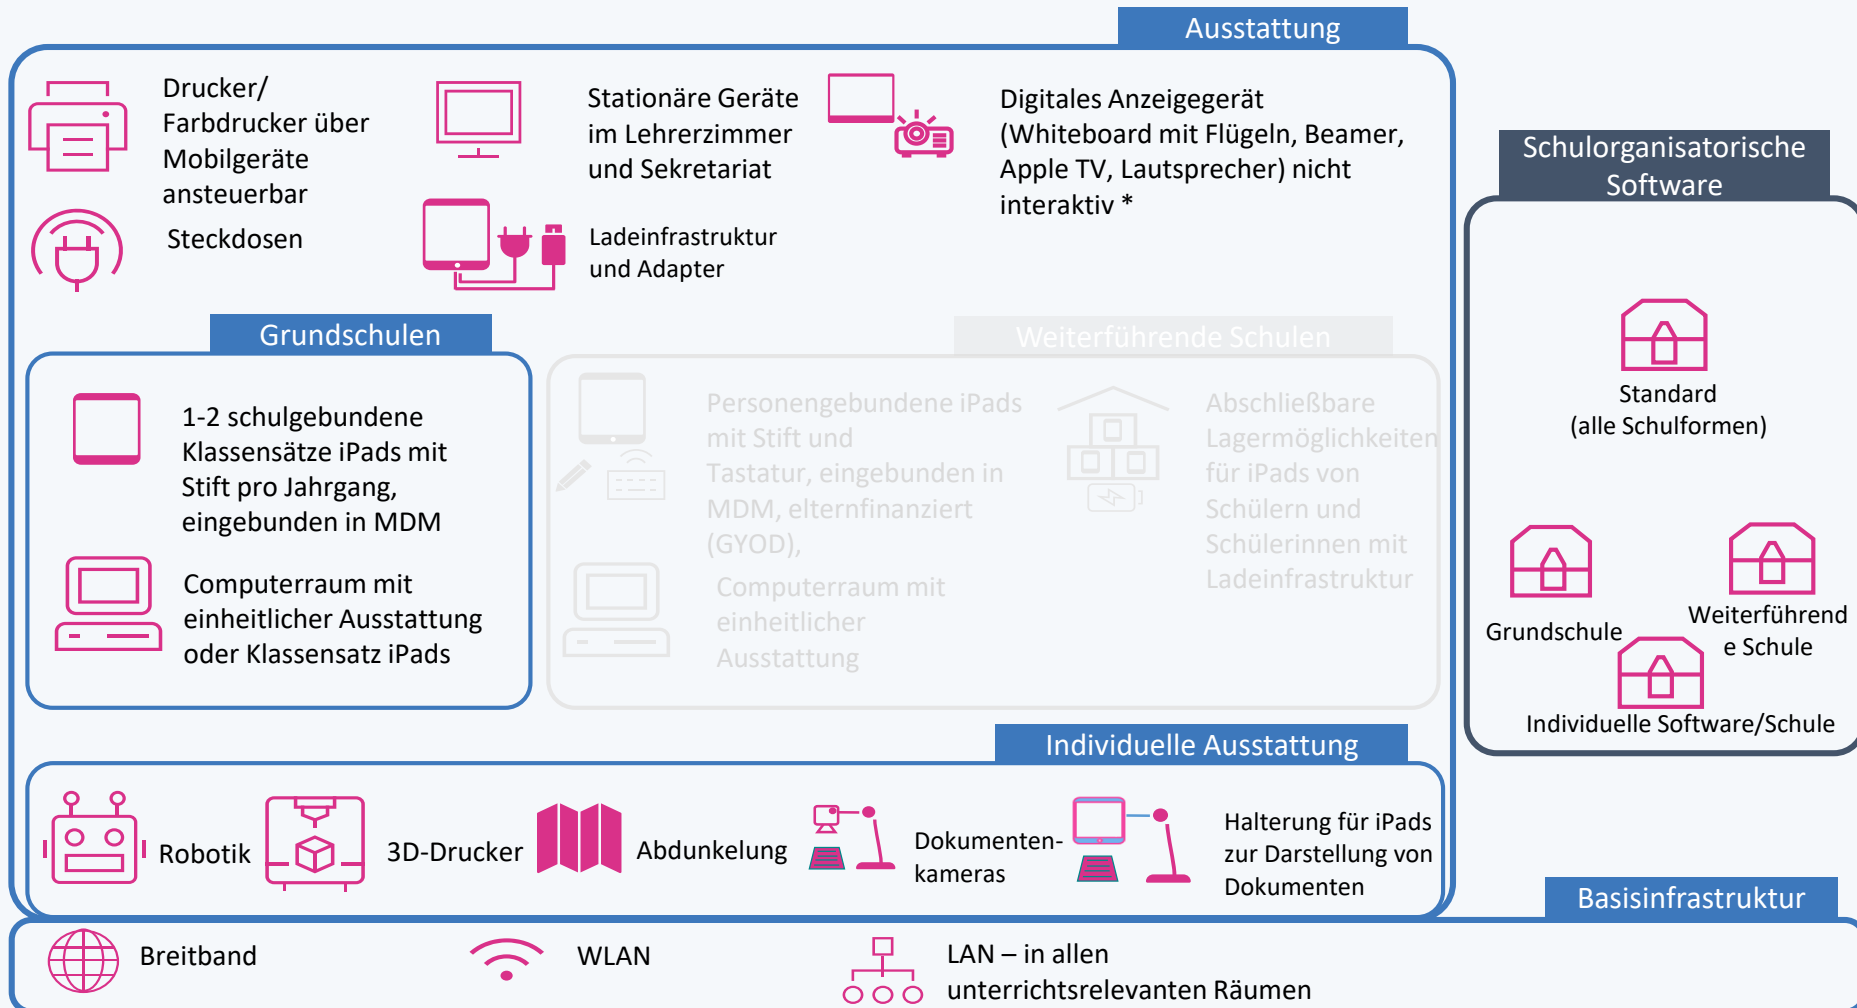 Ausstattung
Drucker/
Farbdrucker über
Mobilgeräte
ansteuerbar
Stationäre Geräte
im Lehrerzimmer
und Sekretariat
Digitales Anzeigegerät
(Whiteboard mit Flügeln, Beamer,
Apple TV, Lautsprecher) nicht
interaktiv *
Steckdosen
Ladeinfrastruktur
und Adapter
Grundschulen
1-2 schulgebundene
Klassensätze iPads mit
Stift pro Jahrgang,
eingebunden in MDM
Computerraum mit
einheitlicher Ausstattung
oder Klassensatz iPads
Weiterführende Schulen
Personengebundene iPads
mit Stift und
Tastatur, eingebunden in
MDM, elternfinanziert
(GYOD),
Computerraum mit
einheitlicher
Ausstattung
Abschließbare
Lagermöglichkeiten
für iPads von
Schülern und
Schülerinnen mit
Ladeinfrastruktur
Individuelle Ausstattung
Robotik
3D-Drucker
Abdunkelung
Dokumenten-
kameras
Halterung für iPads
zur Darstellung von
Dokumenten
Schulorganisatorische
Software
Standard
(alle Schulformen)
Grundschule
Weiterführend
e Schule
Individuelle Software/Schule
Basisinfrastruktur
Breitband
WLAN
LAN – in allen
unterrichtsrelevanten Räumen